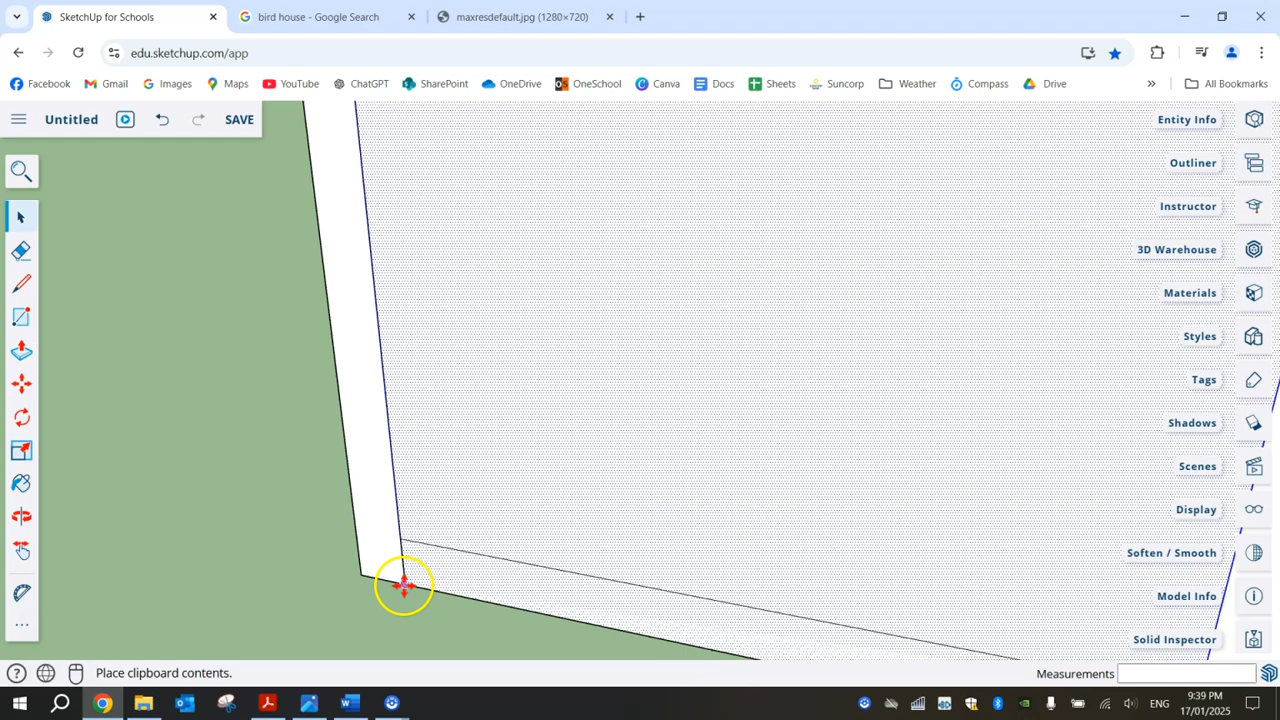 SketchUp for Schools
bird house - Google Search
maxresdefault.jpg (1280×720)
edu.sketchup.com/app
Facebook Gmail Images Maps YouTube ChatGPT SharePoint OneDrive OneSchool Canva Docs Sheets Suncorp Weather Compass Drive All Bookmarks
Untitled SAVE
Entity Info
Outliner
Instructor
3D Warehouse
Materials
Styles
Tags
Shadows
Scenes
Display
Soften / Smooth
Model Info
Solid Inspector
Place clipboard contents. Measurements
ENG
9:39 PM
17/01/2025